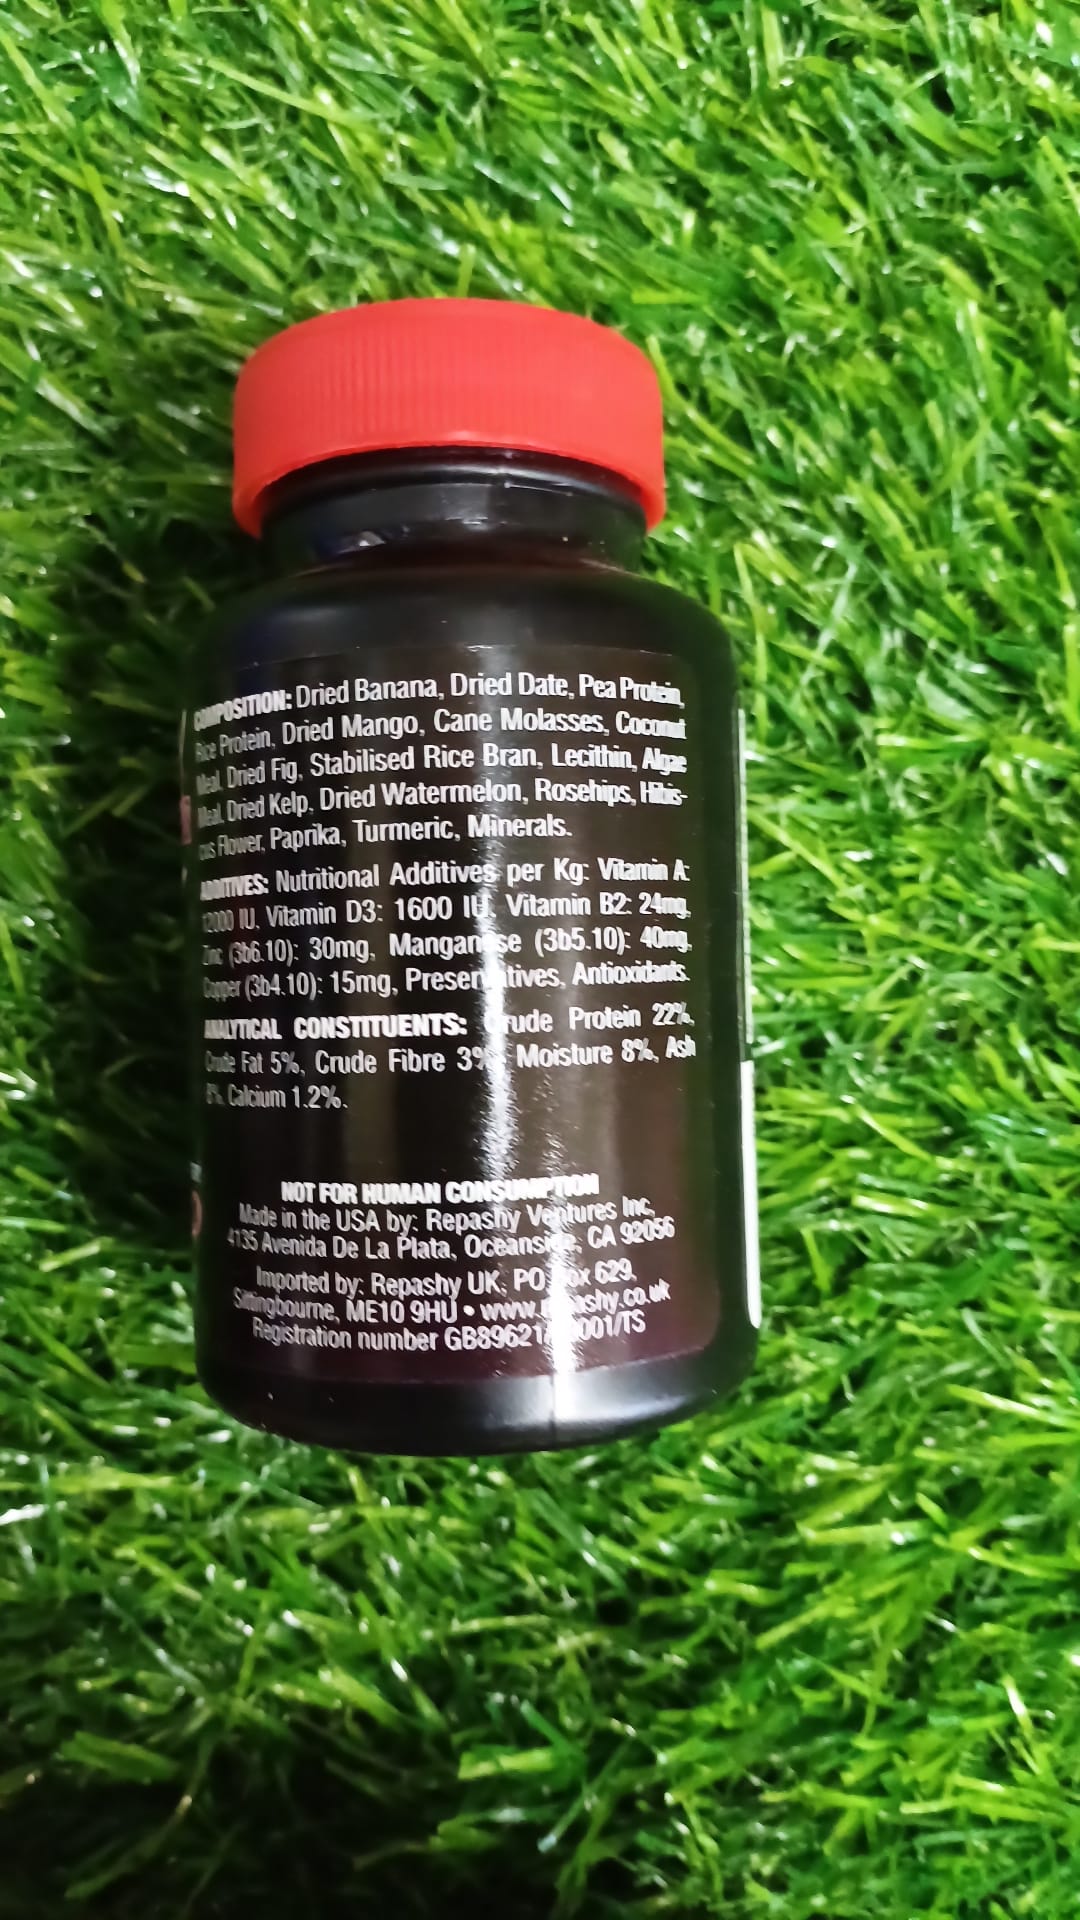 COMPOSITION: Dried Banana, Dried Date, Pea Protein,
Rice Protein, Dried Mango, Cane Molasses, Coconut
Meal, Dried Fig, Stabilised Rice Bran, Lecithin, Algae
Meal, Dried Kelp, Dried Watermelon, Rosehips, Hibis-
cus Flower, Paprika, Turmeric, Minerals.
ADDITIVES: Nutritional Additives per Kg: Vitamin A:
12000 IU, Vitamin D3: 1600 IU, Vitamin B2: 24mg,
Zinc (3b6.10): 30mg, Manganese (3b5.10): 40mg,
Copper (3b4.10): 15mg, Preservatives, Antioxidants.
ANALYTICAL CONSTITUENTS: Crude Protein 22%,
Crude Fat 5%, Crude Fibre 3%, Moisture 8%, Ash
8%, Calcium 1.2%.
NOT FOR HUMAN CONSUMPTION
Made in the USA by: Repashy Ventures Inc,
4135 Avenida De La Plata, Oceanside, CA 92056
Imported by: Repashy UK, PO Box 629,
Sittingbourne, ME10 9HU • www.repashy.co.uk
Registration number